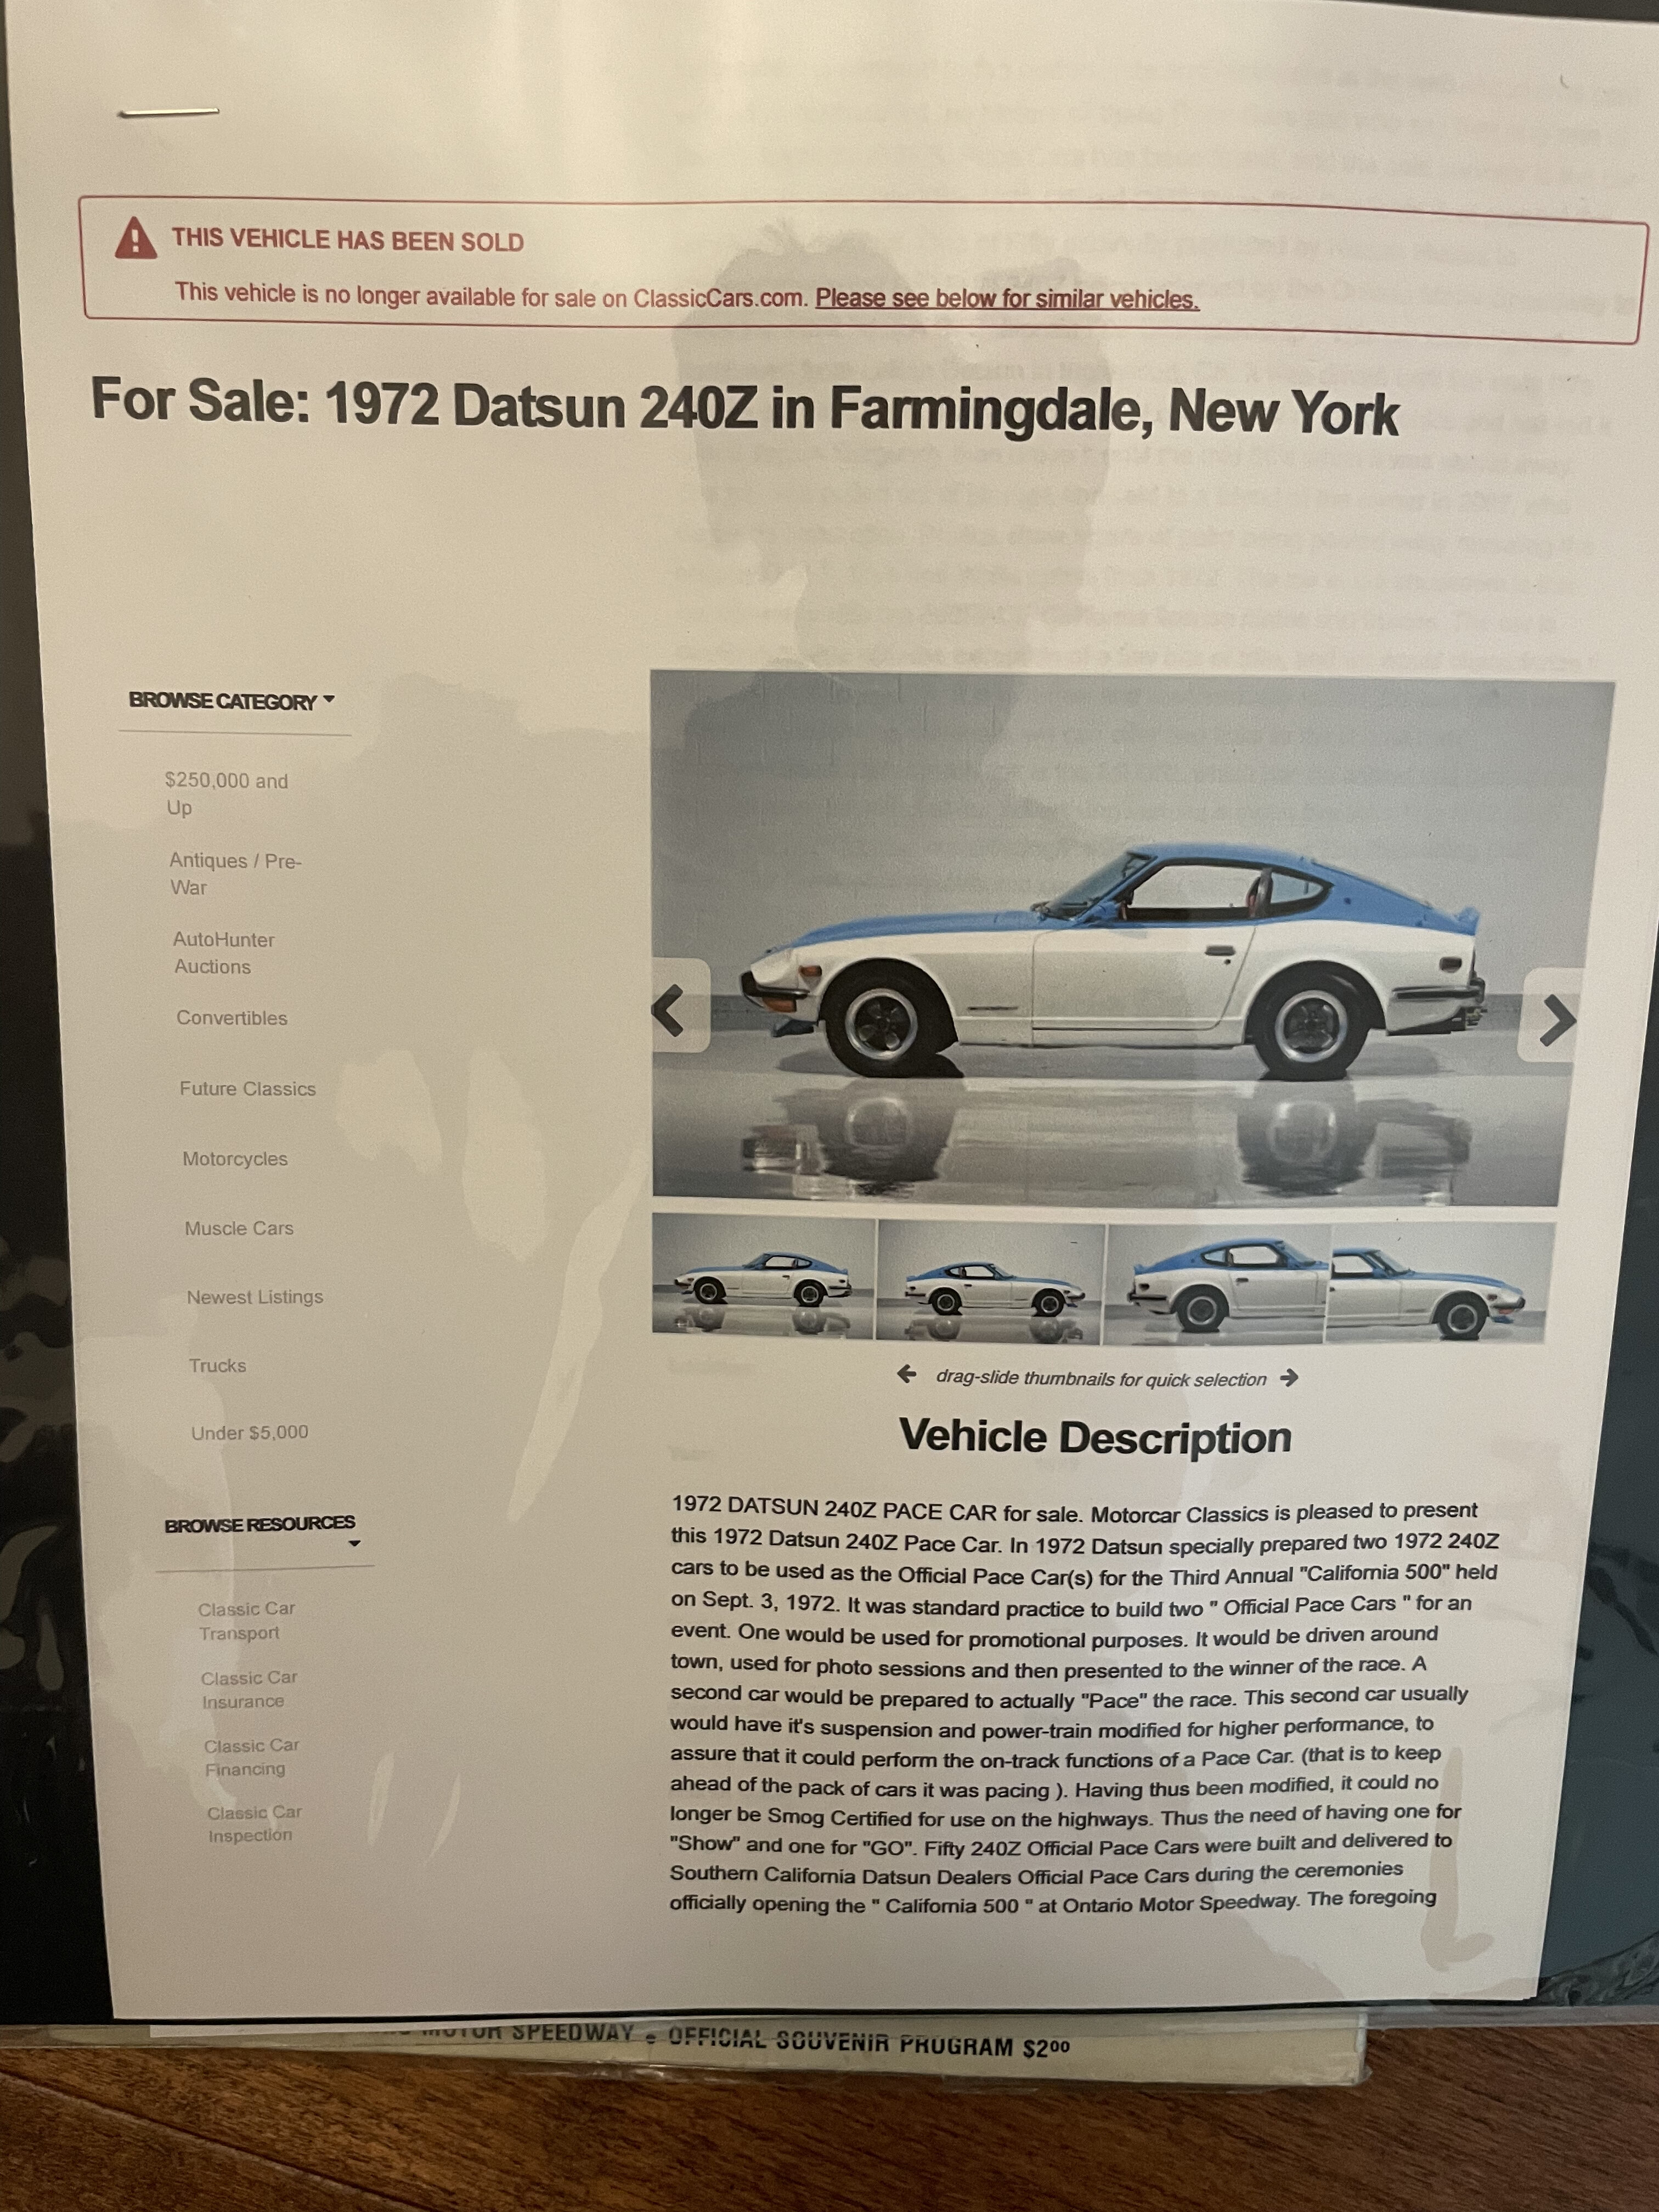 THIS VEHICLE HAS BEEN SOLD
This vehicle is no longer available for sale on ClassicCars.com. Please see below for similar vehicles.
For Sale: 1972 Datsun 240Z in Farmingdale, New York
BROWSE CATEGORY
$250,000 and
Up
Antiques / Pre-
War
AutoHunter
Auctions
Convertibles
Future Classics
Motorcycles
Muscle Cars
Newest Listings
Trucks
Under $5,000
BROWSE RESOURCES
Classic Car
Transport
Classic Car
Insurance
Classic Car
Financing
Classic Car
Inspection
drag-slide thumbnails for quick selection
Vehicle Description
1972 DATSUN 240Z PACE CAR for sale. Motorcar Classics is pleased to present
this 1972 Datsun 240Z Pace Car. In 1972 Datsun specially prepared two 1972 240Z
cars to be used as the Official Pace Car(s) for the Third Annual "California 500" held
on Sept. 3, 1972. It was standard practice to build two " Official Pace Cars " for an
event. One would be used for promotional purposes. It would be driven around
town, used for photo sessions and then presented to the winner of the race. A
second car would be prepared to actually "Pace" the race. This second car usually
would have it's suspension and power-train modified for higher performance, to
assure that it could perform the on-track functions of a Pace Car. (that is to keep
ahead of the pack of cars it was pacing ). Having thus been modified, it could no
longer be Smog Certified for use on the highways. Thus the need of having one for
"Show" and one for "GO". Fifty 240Z Official Pace Cars were built and delivered to
Southern California Datsun Dealers Official Pace Cars during the ceremonies
officially opening the " California 500 " at Ontario Motor Speedway. The foregoing
MOTOR SPEEDWAY • OFFICIAL SOUVENIR PROGRAM $2⁰⁰